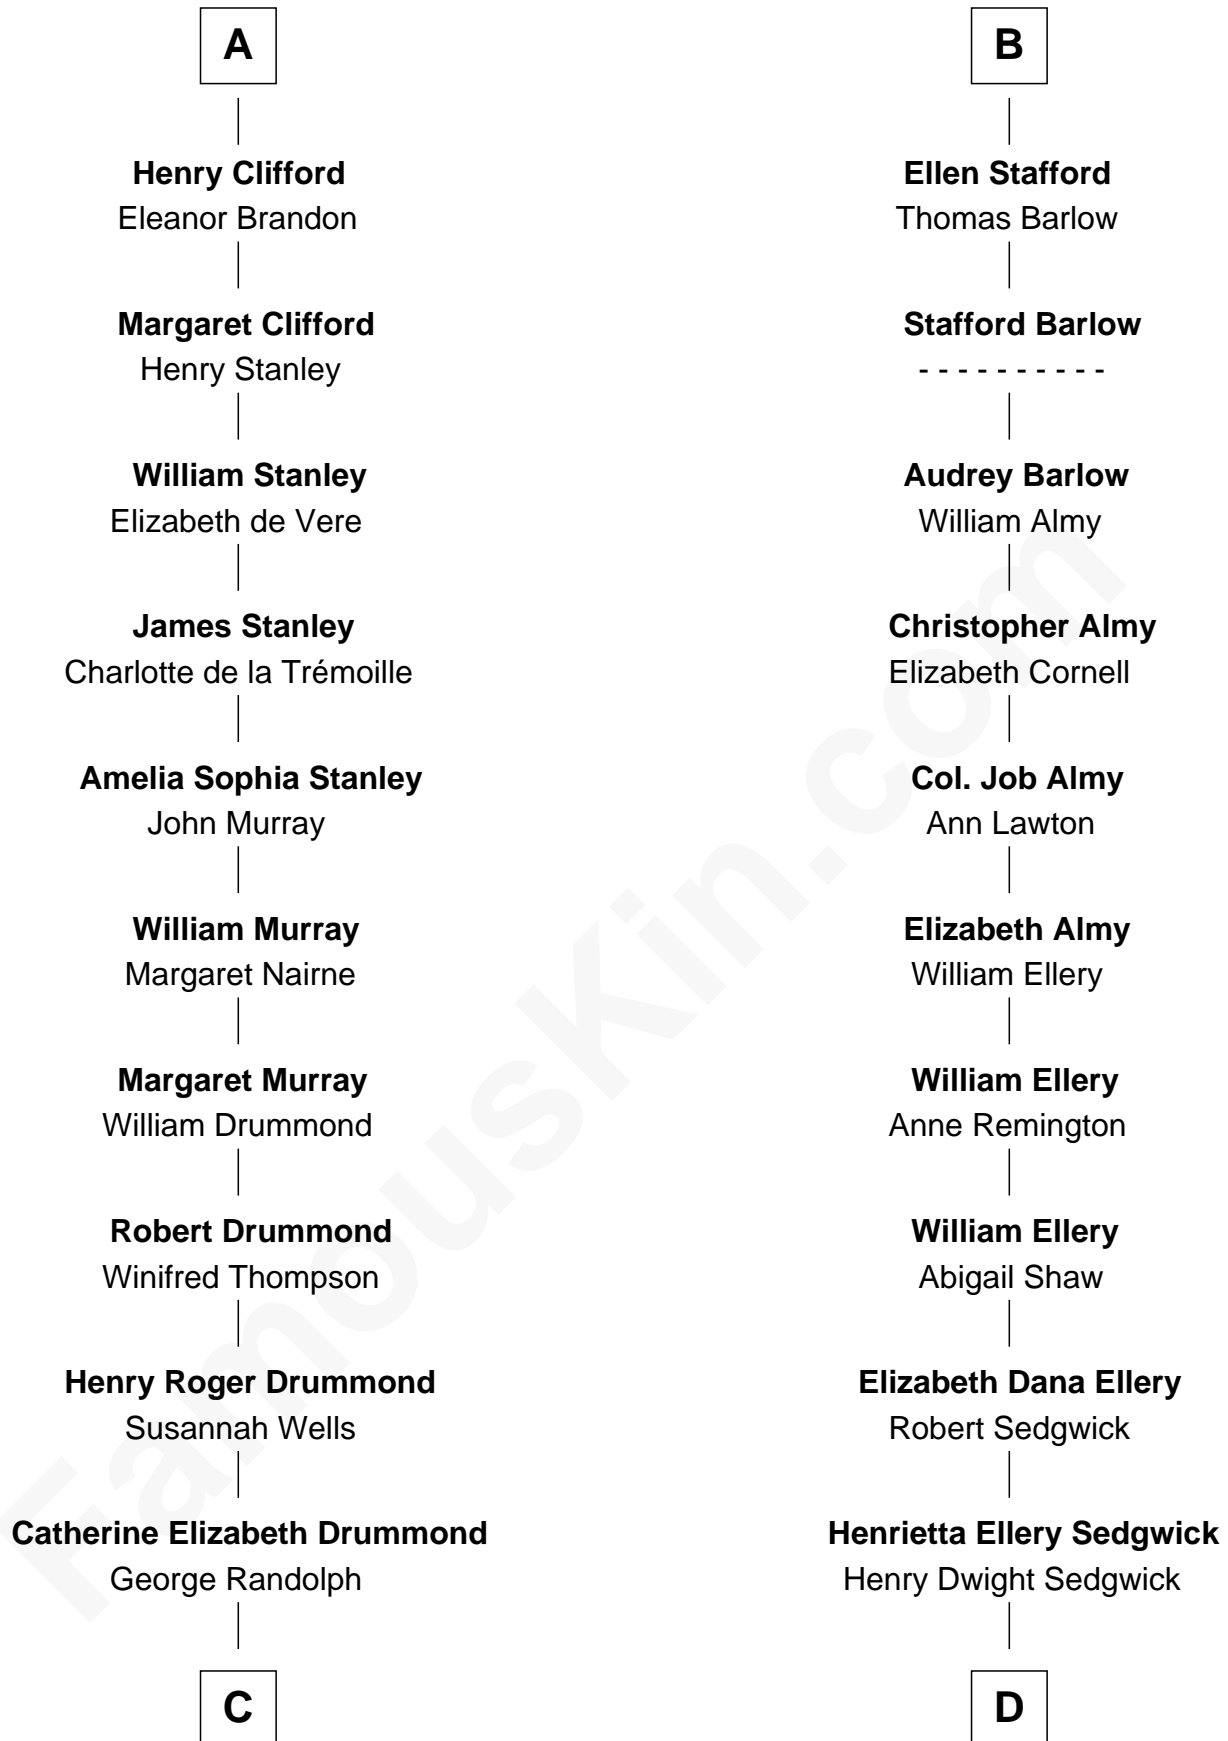 A
Henry Clifford
Eleanor Brandon
Margaret Clifford
Henry Stanley
William Stanley
Elizabeth de Vere
James Stanley
Charlotte de la Trémoille
Amelia Sophia Stanley
John Murray
William Murray
Margaret Nairne
Margaret Murray
William Drummond
Robert Drummond
Winifred Thompson
Henry Roger Drummond
Susannah Wells
Catherine Elizabeth Drummond
George Randolph
C
B
Ellen Stafford
Thomas Barlow
Stafford Barlow
- - - - - - - - - -
Audrey Barlow
William Almy
Christopher Almy
Elizabeth Cornell
Col. Job Almy
Ann Lawton
Elizabeth Almy
William Ellery
William Ellery
Anne Remington
William Ellery
Abigail Shaw
Elizabeth Dana Ellery
Robert Sedgwick
Henrietta Ellery Sedgwick
Henry Dwight Sedgwick
D
FamousKin.com